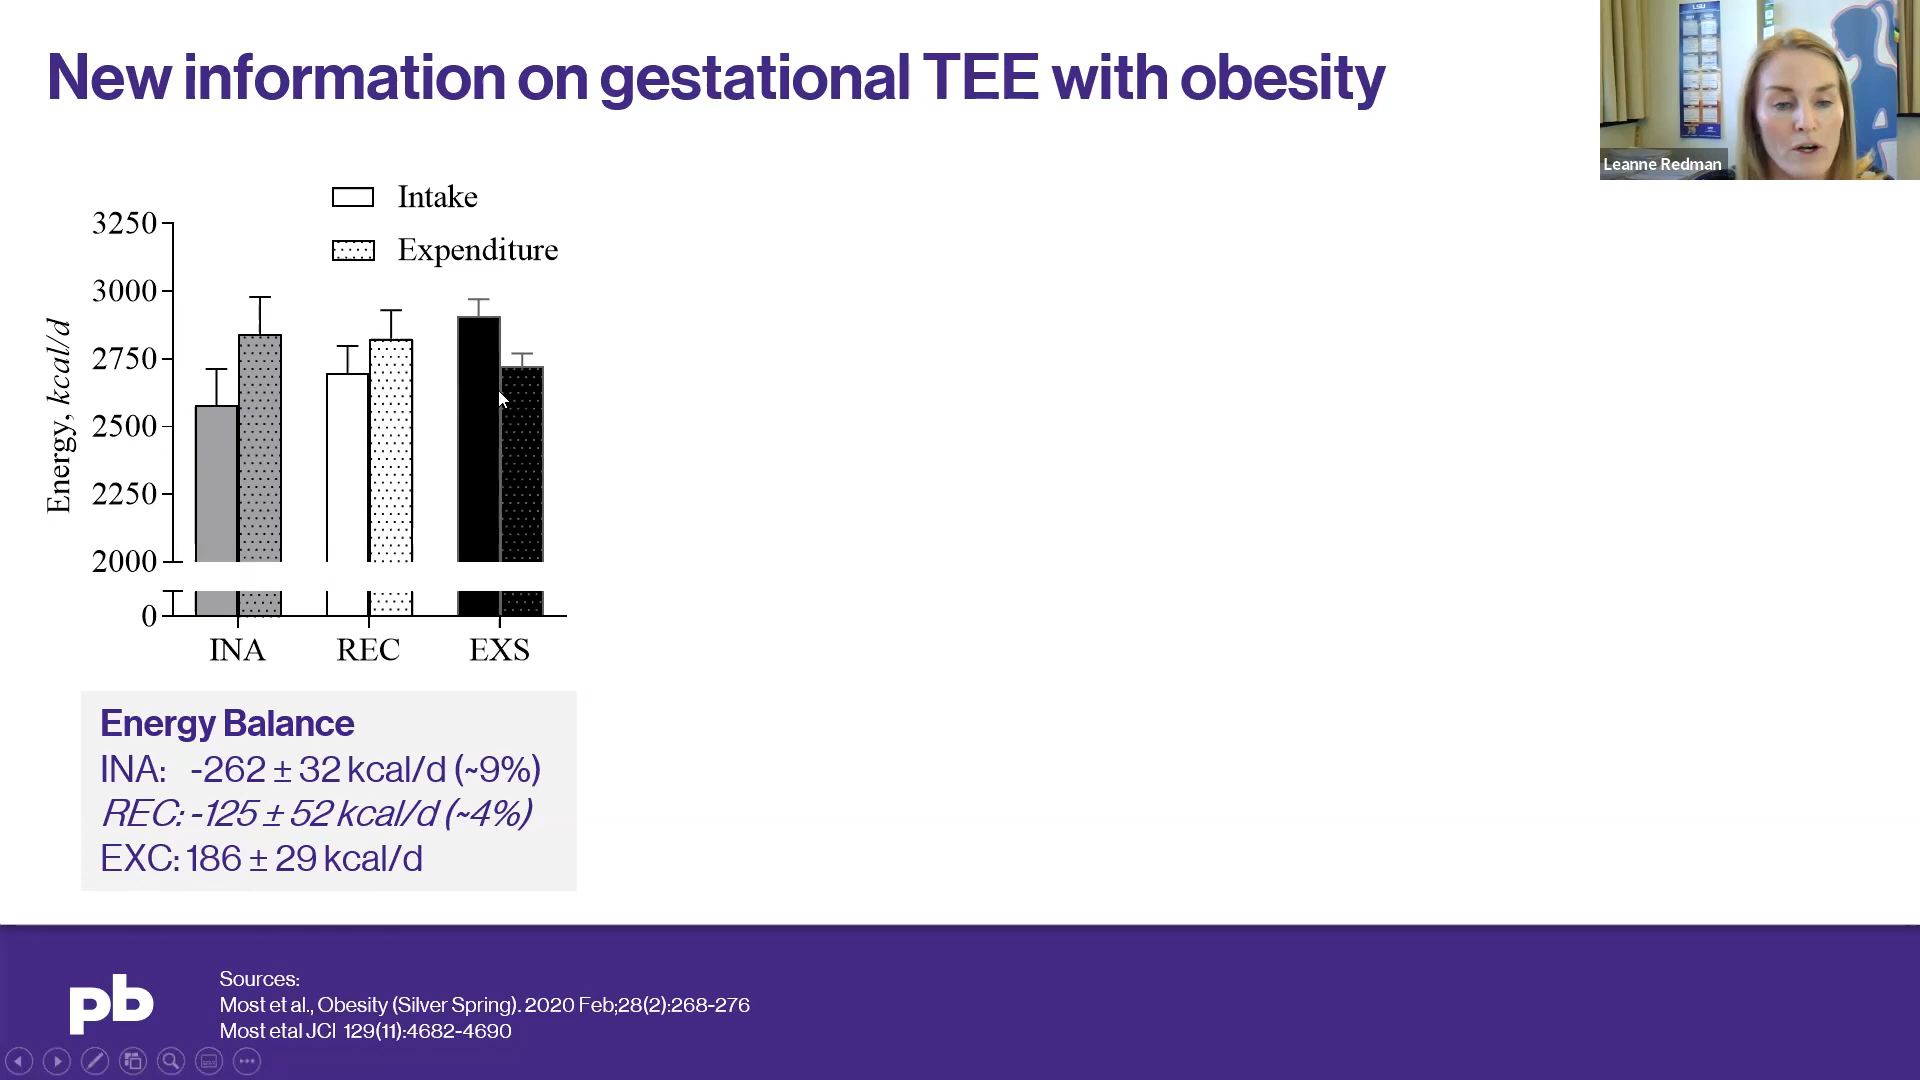 New information on gestational TEE with obesity
LSU
Leanne Redman
Intake
Expenditure
Energy, kcal/d
3250
3000
2750
2500
2250
2000
0
INA REC EXS
Energy Balance
INA: -262 ± 32 kcal/d (~9%)
REC: -125 ± 52 kcal/d (~4%)
EXC: 186 ± 29 kcal/d
pb
Sources:
Most et al., Obesity (Silver Spring). 2020 Feb;28(2):268-276
Most etal JCI 129(11):4682-4690